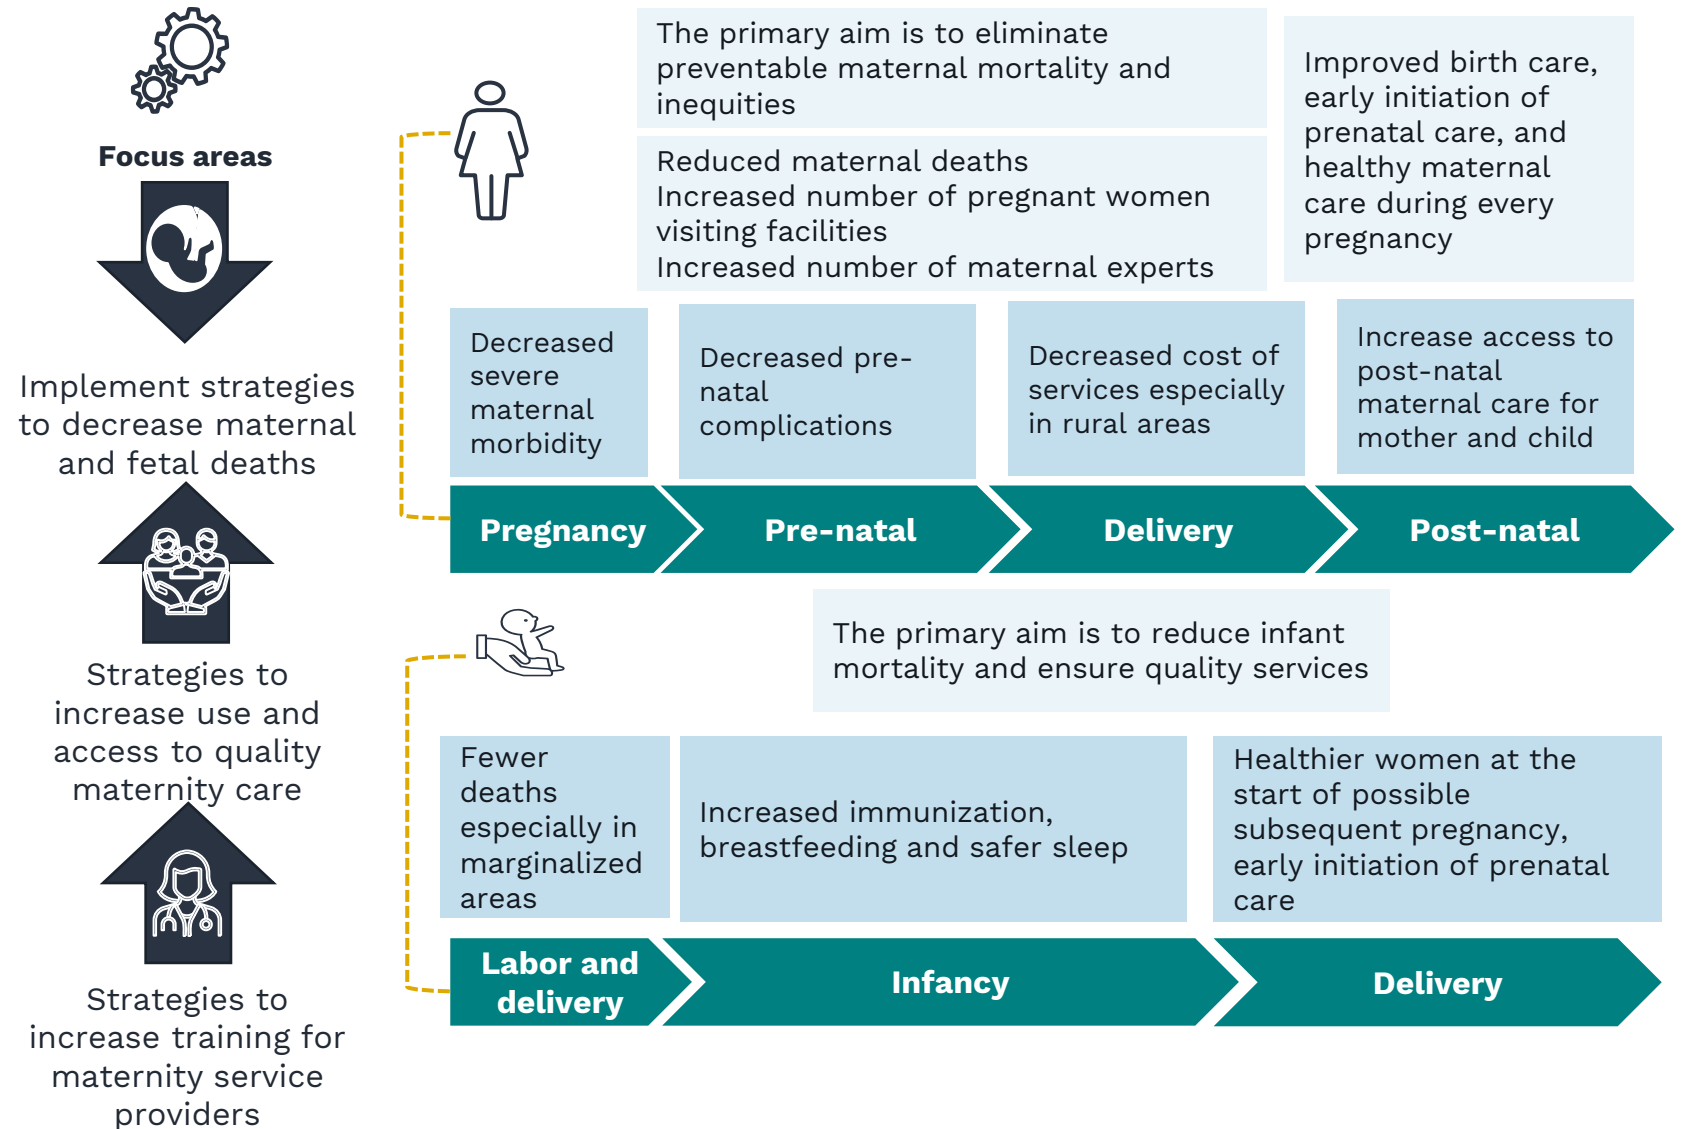 Focus areas
Implement strategies
to decrease maternal
and fetal deaths
Strategies to
increase use and
access to quality
maternity care
Strategies to
increase training for
maternity service
providers
The primary aim is to eliminate
preventable maternal mortality and
inequities
Reduced maternal deaths
Increased number of pregnant women
visiting facilities
Increased number of maternal experts
Improved birth care,
early initiation of
prenatal care, and
healthy maternal
care during every
pregnancy
Decreased
severe
maternal
morbidity
Decreased pre-
natal
complications
Decreased cost of
services especially
in rural areas
Increase access to
post-natal
maternal care for
mother and child
Pregnancy
Pre-natal
Delivery
Post-natal
The primary aim is to reduce infant
mortality and ensure quality services
Fewer
deaths
especially in
marginalized
areas
Increased immunization,
breastfeeding and safer sleep
Healthier women at the
start of possible
subsequent pregnancy,
early initiation of prenatal
care
Labor and
delivery
Infancy
Delivery